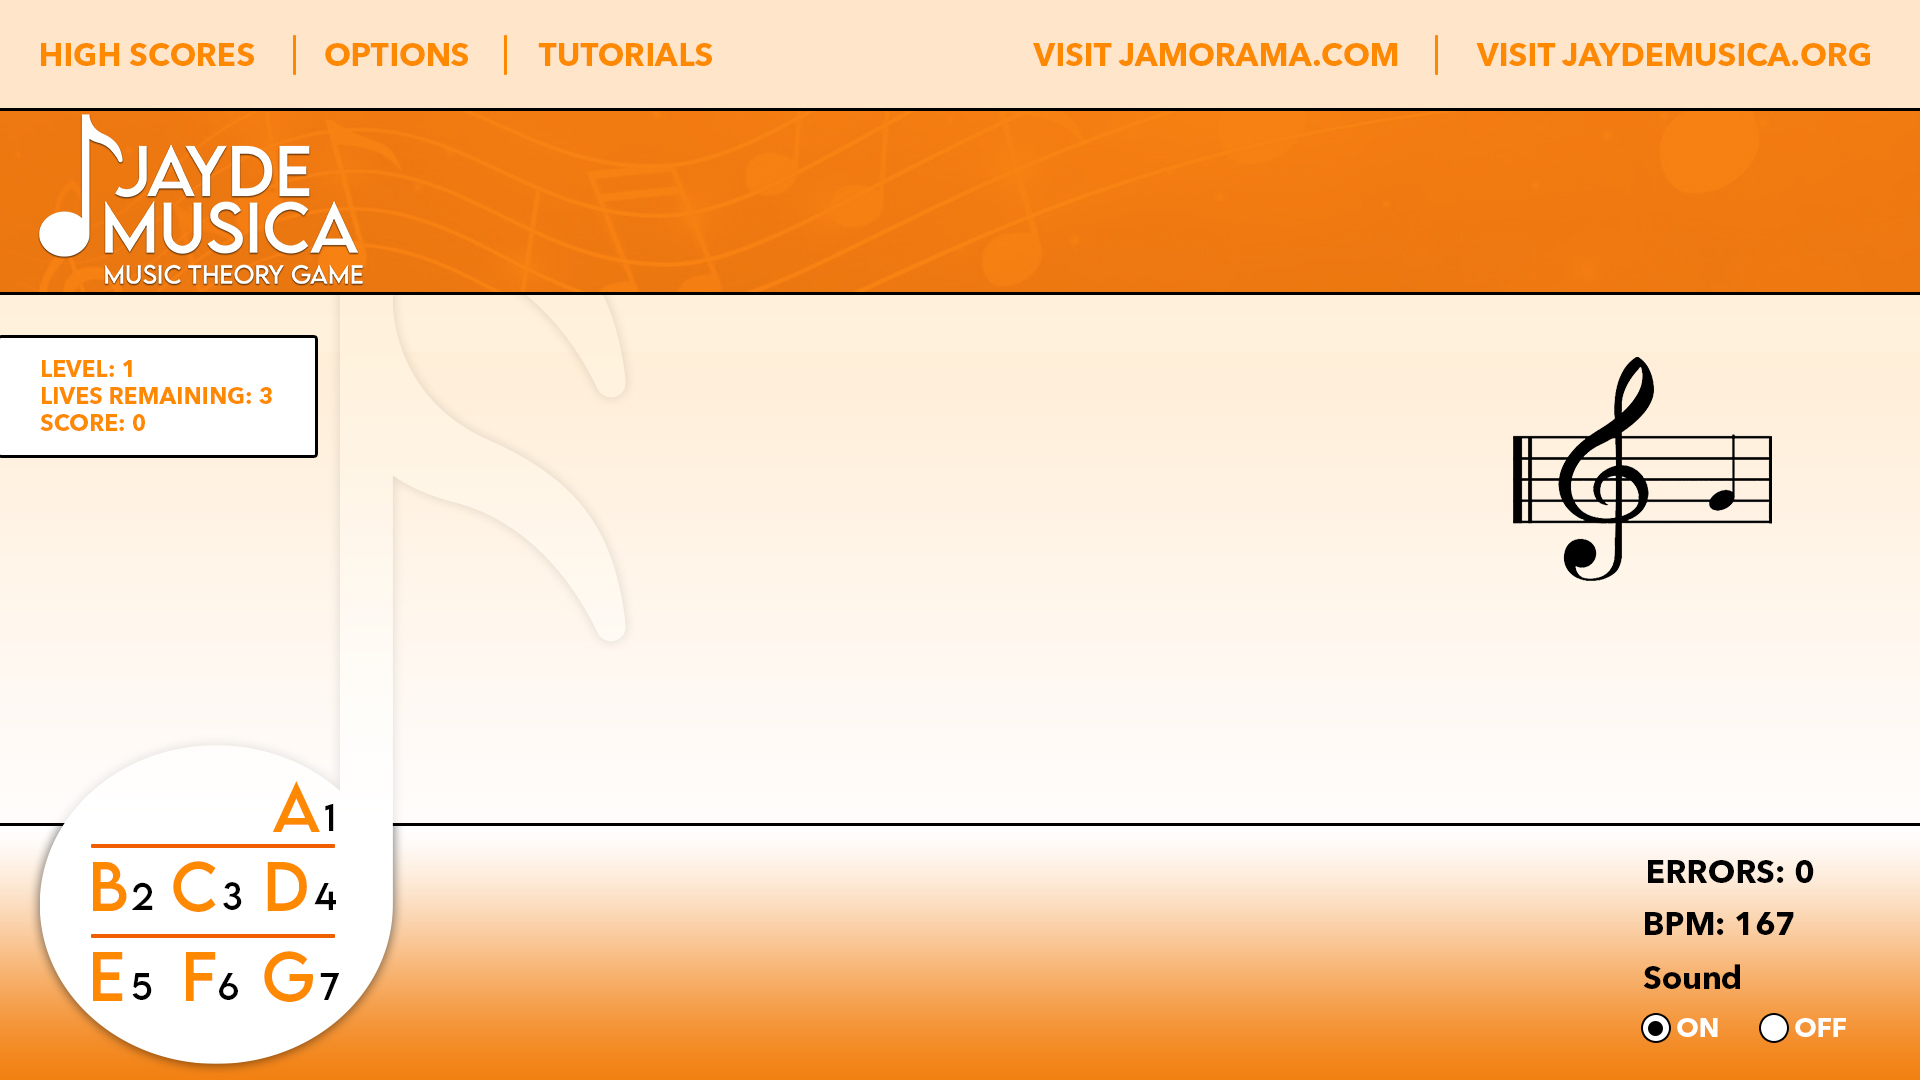 HIGH SCORES | OPTIONS | TUTORIALS
VISIT JAMORAMA.COM | VISIT JAYDEMUSICA.ORG
JAYDE
MUSICA
MUSIC THEORY GAME
LEVEL: 1
LIVES REMAINING: 3
SCORE: 0
A1
B2 C3 D4
E5 F6 G7
ERRORS: 0
BPM: 167
Sound
ON OFF